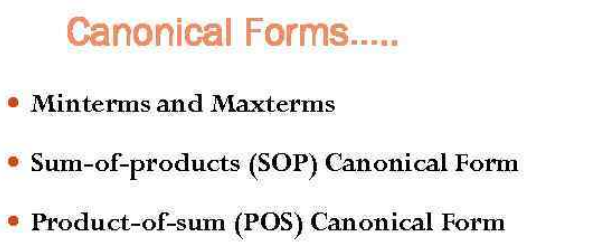 Canonical Forms.....
• Minterms and Maxterms
• Sum-of-products (SOP) Canonical Form
• Product-of-sum (POS) Canonical Form